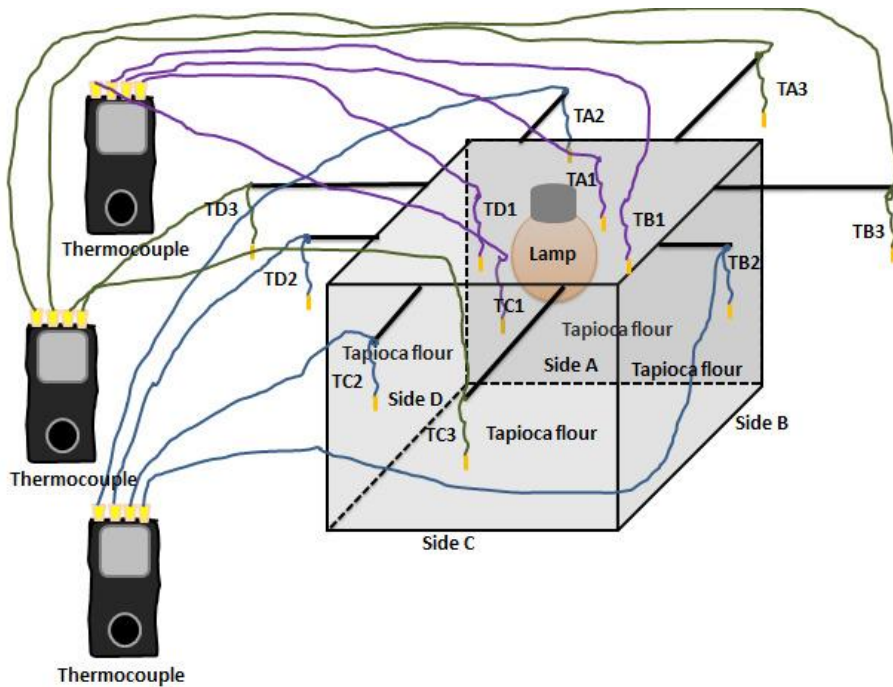 TA3
TA2
TA1
TD3
TD1
TB1
Thermocouple
TB3
Lamp
TB2
TD2
TC1
Tapioca flour
Tapioca flour
Side A
Tapioca flour
TC2
Side D
TC3
Tapioca flour
Side B
Thermocouple
Side C
Thermocouple